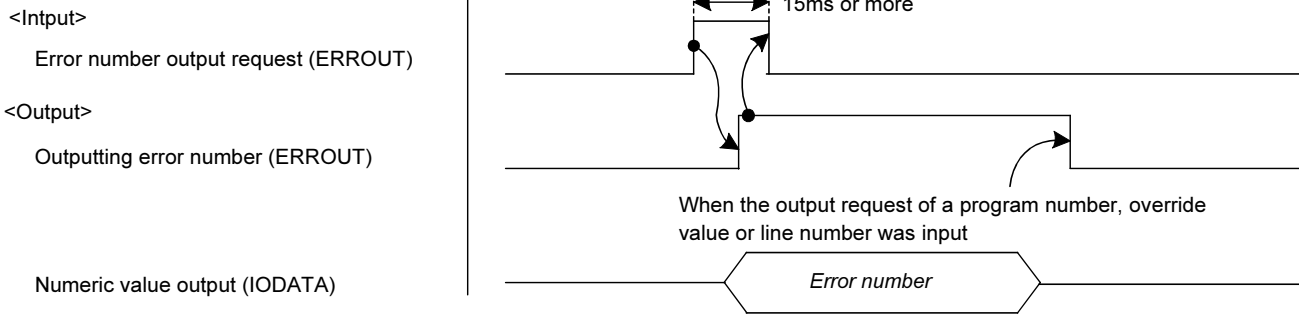 15ms or more
<Intput>
Error number output request (ERROUT)
<Output>
Outputting error number (ERROUT)
When the output request of a program number, override
value or line number was input
Numeric value output (IODATA)
Error number